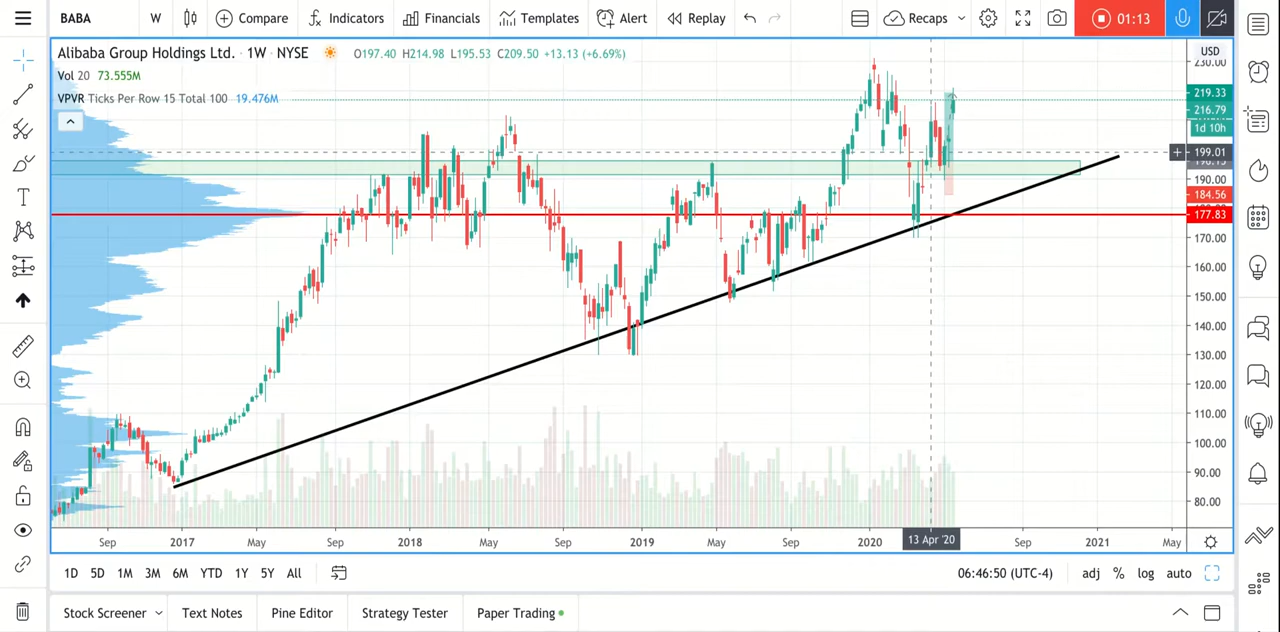 BABA W Compare Indicators Financials Templates Alert Replay Recaps 01:13
Alibaba Group Holdings Ltd. · 1W · NYSE O197.40 H214.98 L195.53 C209.50 +13.13 (+6.69%) USD
230.00
Vol 20 73.555M
VPVR Ticks Per Row 15 Total 100 19.476M
219.33
216.79
1d 10h
199.01
190.00
184.56
177.83
170.00
160.00
150.00
140.00
130.00
120.00
110.00
100.00
90.00
80.00
Sep 2017 May Sep 2018 May Sep 2019 May Sep 2020 13 Apr '20 Sep 2021 May
1D 5D 1M 3M 6M YTD 1Y 5Y All 06:46:50 (UTC-4) adj % log auto
Stock Screener Text Notes Pine Editor Strategy Tester Paper Trading